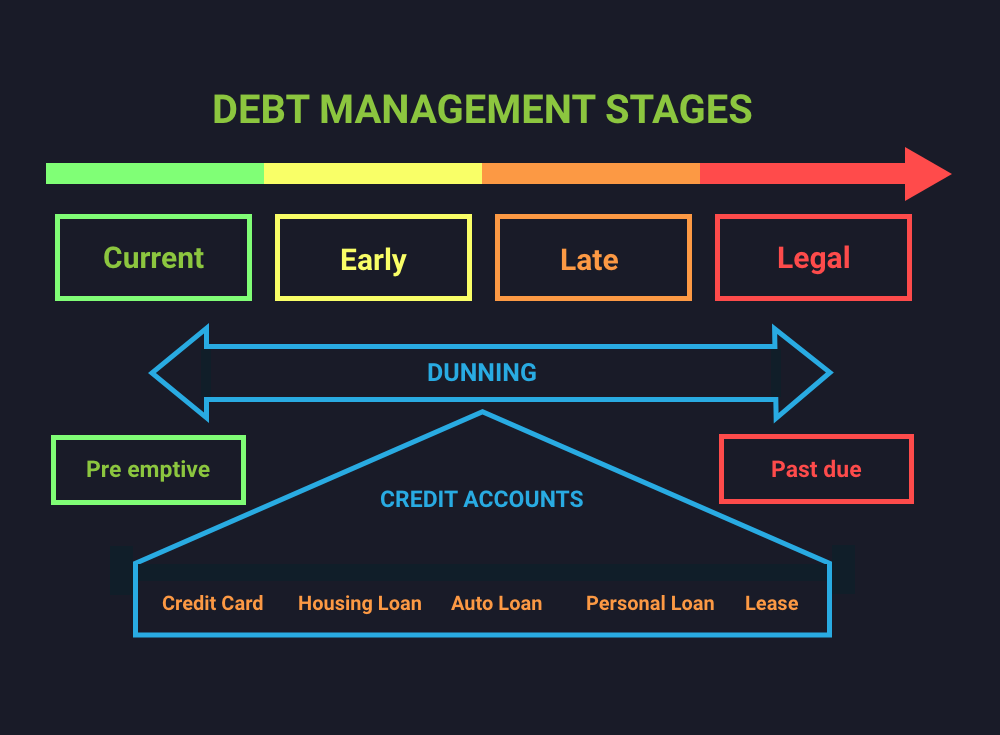 DEBT MANAGEMENT STAGES
Current
Early
Late
Legal
DUNNING
Pre emptive
Past due
CREDIT ACCOUNTS
Credit Card
Housing Loan
Auto Loan
Personal Loan
Lease